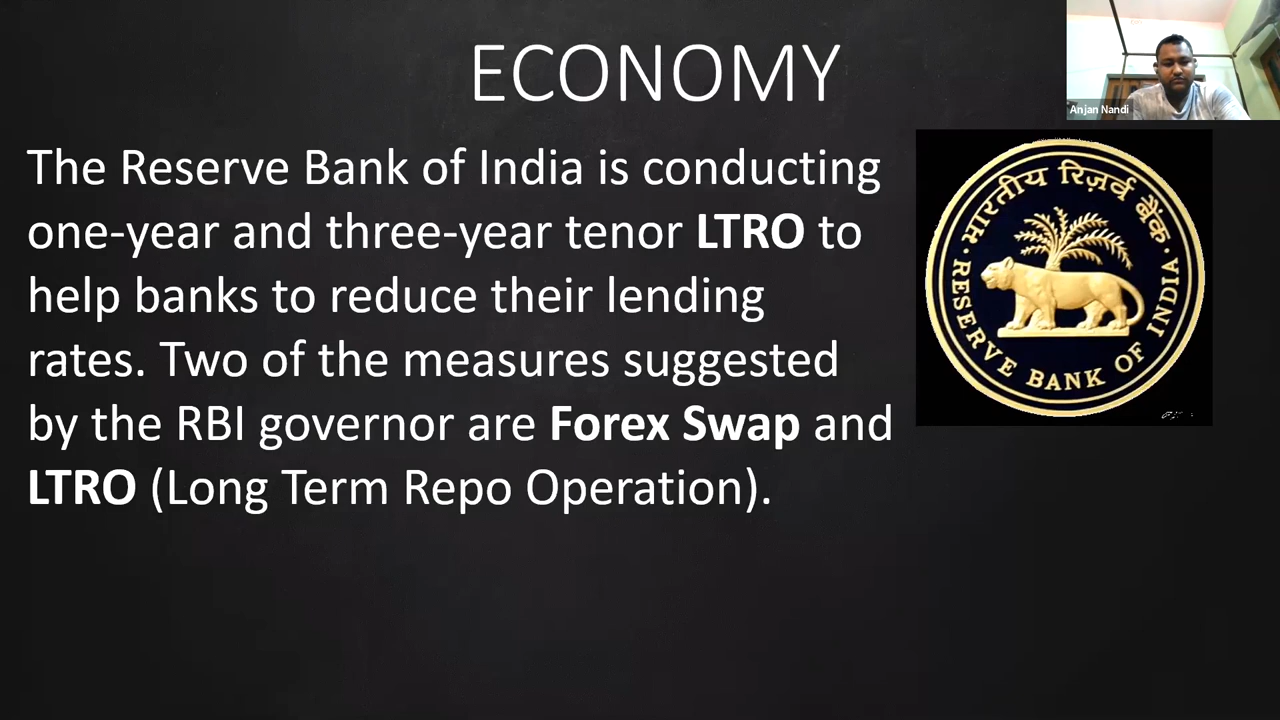 ECONOMY
Anjan Nandi
The Reserve Bank of India is conducting
one-year and three-year tenor LTRO to
help banks to reduce their lending
rates. Two of the measures suggested
by the RBI governor are Forex Swap and
LTRO (Long Term Repo Operation).
भारतीय रिज़र्व बैंक
RESERVE BANK OF INDIA